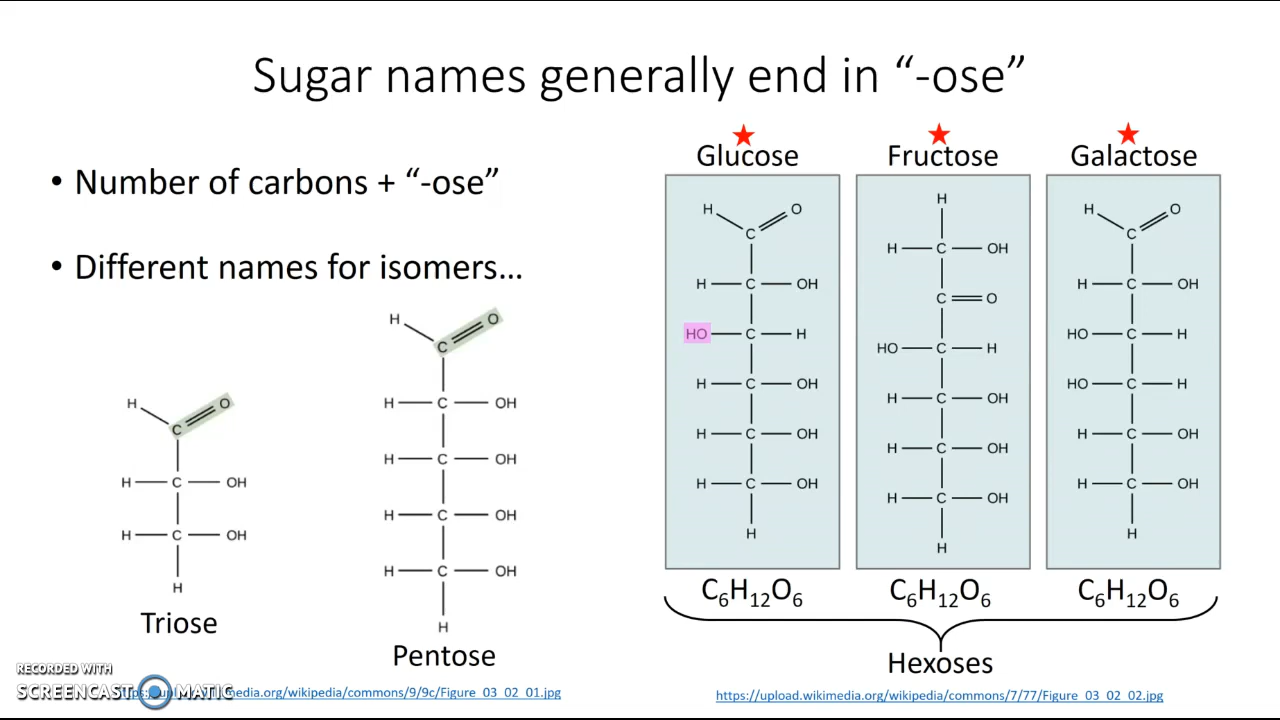 Sugar names generally end in “-ose”
• Number of carbons + “-ose”
• Different names for isomers...
H O
C
H C OH
H C OH
H
Triose
H O
C
H C OH
H C OH
H C OH
H C OH
H
Pentose
Glucose
H O
C
H C OH
HO C H
H C OH
H C OH
H C OH
H
C6H12O6
Fructose
H
H C OH
C O
HO C H
H C OH
H C OH
H C OH
H
C6H12O6
Galactose
H O
C
H C OH
HO C H
HO C H
H C OH
H C OH
H
C6H12O6
Hexoses
RECORDED WITH
SCREENCAST MATIC
edia.org/wikipedia/commons/9/9c/Figure_03_02_01.jpg
https://upload.wikimedia.org/wikipedia/commons/7/77/Figure_03_02_02.jpg